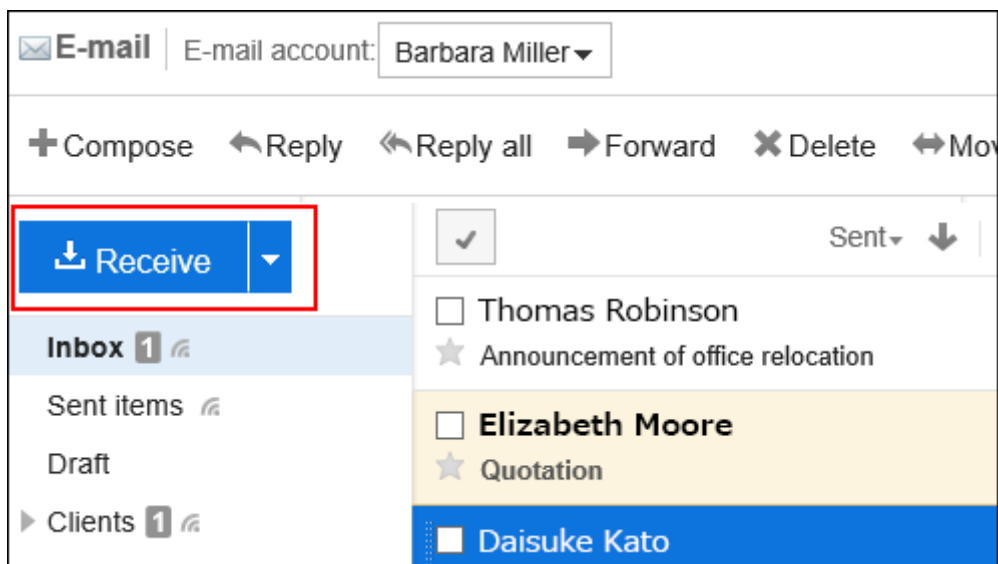 E-mail E-mail account: Barbara Miller
Compose Reply Reply all Forward Delete
Receive
Sent
Inbox 1
Sent items
Draft
Clients 1
Thomas Robinson
Announcement of office relocation
Elizabeth Moore
Quotation
Daisuke Kato